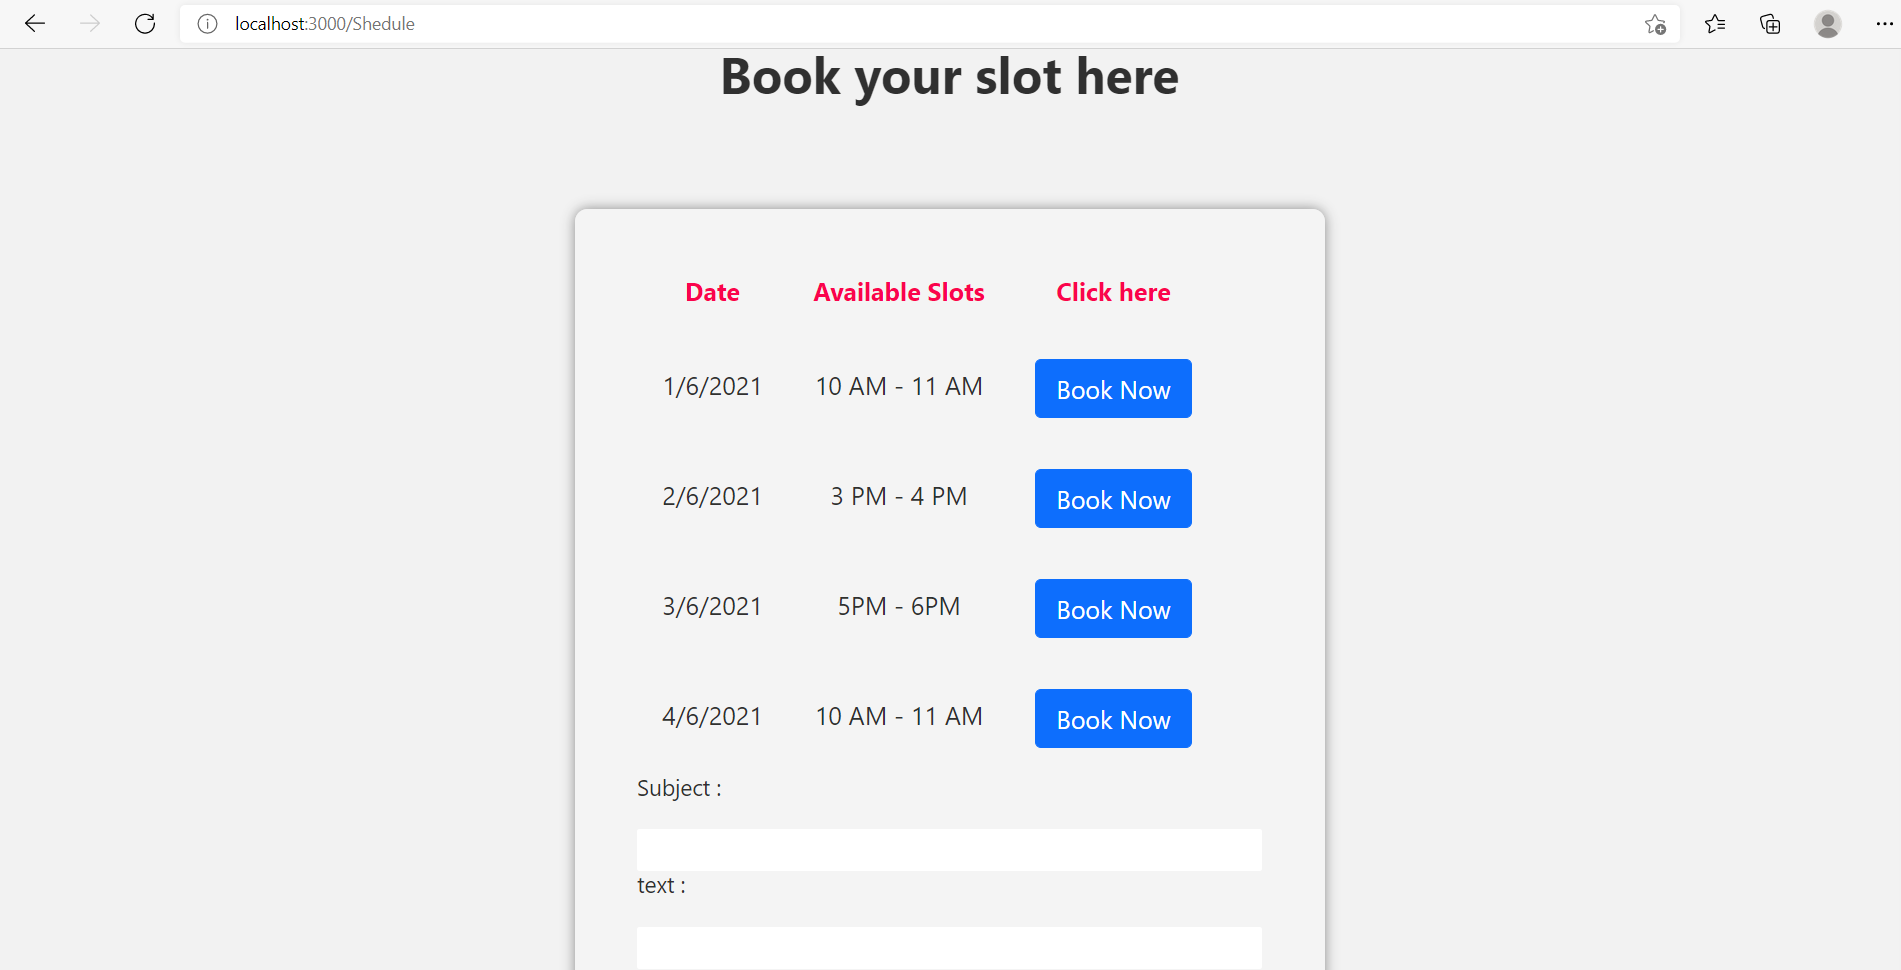 localhost:3000/Shedule
Book your slot here
Date Available Slots Click here
1/6/2021 10 AM - 11 AM Book Now
2/6/2021 3 PM - 4 PM Book Now
3/6/2021 5PM - 6PM Book Now
4/6/2021 10 AM - 11 AM Book Now
Subject :
text :